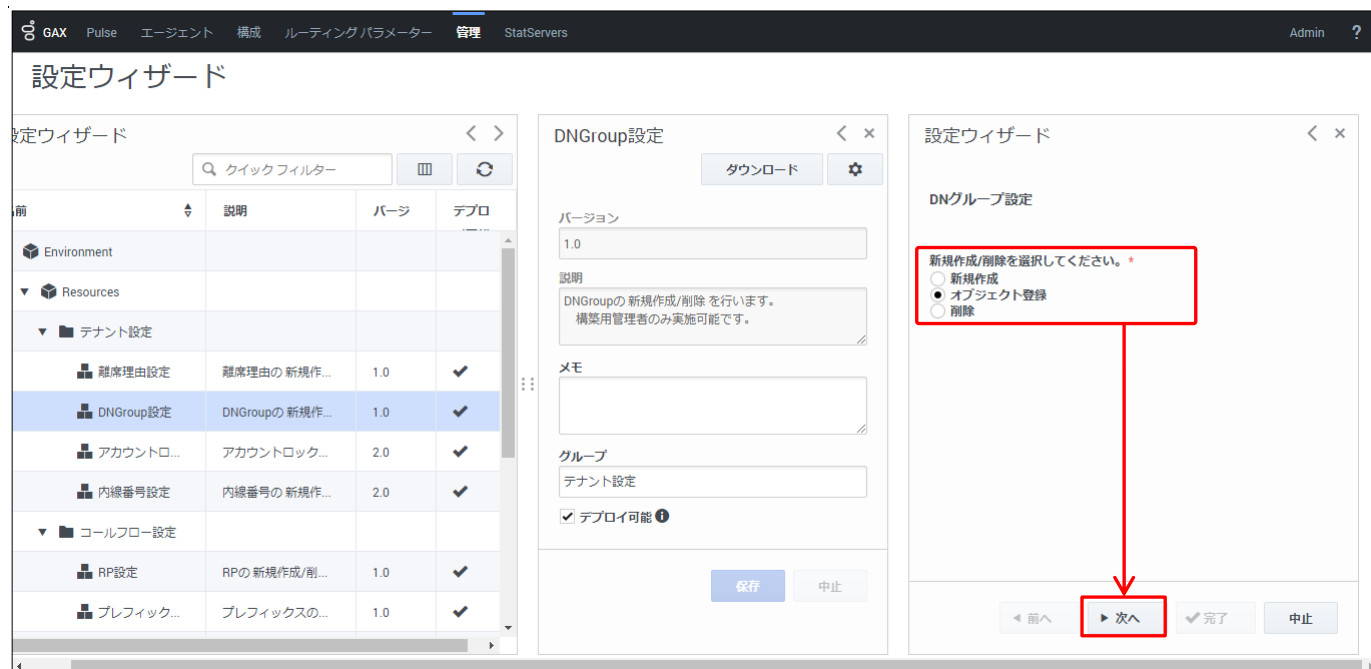 GAX Pulse エージェント 構成 ルーティング パラメーター 管理 StatServers Admin ?
設定ウィザード
設定ウィザード
クイック フィルター
名前 説明 バージ デプロ
Environment
Resources
テナント設定
離席理由設定 離席理由の 新規作... 1.0
DNGroup設定 DNGroupの 新規作... 1.0
アカウントロ... アカウントロック... 2.0
内線番号設定 内線番号の 新規作... 2.0
コールフロー設定
RP設定 RPの 新規作成/削... 1.0
プレフィック... プレフィックスの... 1.0
DNGroup設定
ダウンロード
バージョン
1.0
説明
DNGroupの 新規作成/削除 を行います。
構築用管理者のみ実施可能です。
メモ
グループ
テナント設定
デプロイ可能
保存 中止
設定ウィザード
DNグループ設定
新規作成/削除を選択してください。*
新規作成
オブジェクト登録
削除
前へ 次へ 完了 中止